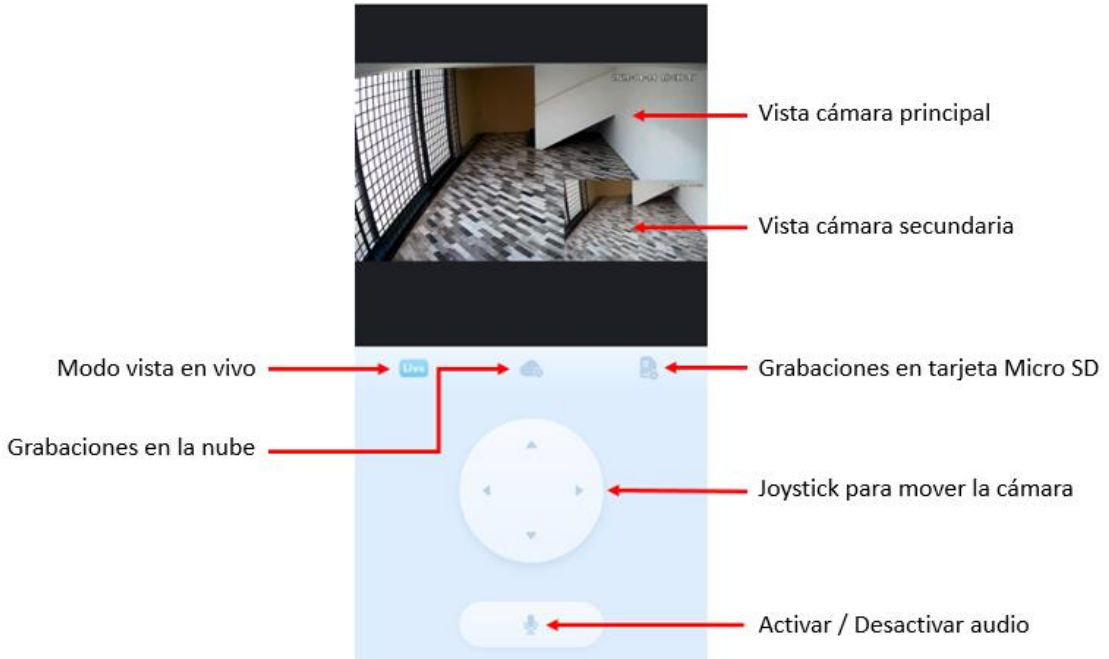 Vista cámara principal
Vista cámara secundaria
Modo vista en vivo
Live
Grabaciones en tarjeta Micro SD
Grabaciones en la nube
Joystick para mover la cámara
Activar / Desactivar audio